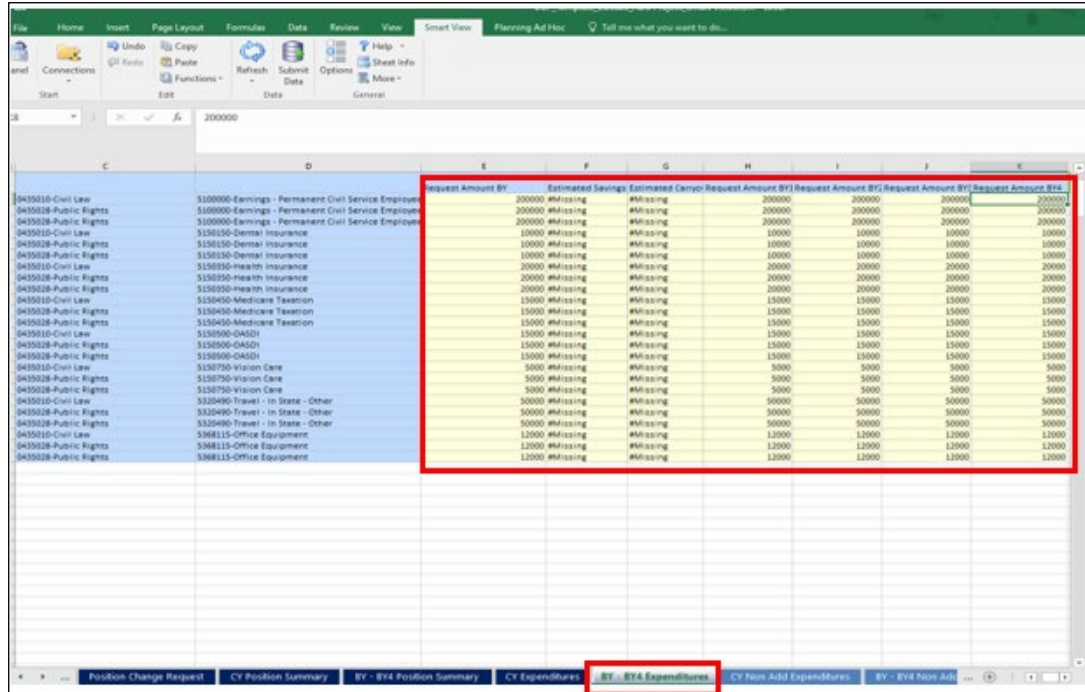 File Home Insert Page Layout Formulas Data Review View Smart View Planning Ad Hoc Tell me what you want to do...
Connections
Undo
Redo
Copy
Paste
Functions
Refresh
Submit Data
Options
Help
Sheet Info
More
Start Edit Data General
200000
C D E F G H I J K
Request Amount BY Estimated Savings Estimated Carryo Request Amount BY1 Request Amount BY2 Request Amount BY3 Request Amount BY4
0435010-Civil Law 5100000-Earnings - Permanent Civil Service Employee 200000 #Missing #Missing 200000 200000 200000 200000
0435028-Public Rights 5100000-Earnings - Permanent Civil Service Employee 200000 #Missing #Missing 200000 200000 200000 200000
0435028-Public Rights 5100000-Earnings - Permanent Civil Service Employee 200000 #Missing #Missing 200000 200000 200000 200000
0435010-Civil Law 5150150-Dental Insurance 10000 #Missing #Missing 10000 10000 10000 10000
0435028-Public Rights 5150150-Dental Insurance 10000 #Missing #Missing 10000 10000 10000 10000
0435028-Public Rights 5150150-Dental Insurance 10000 #Missing #Missing 10000 10000 10000 10000
0435010-Civil Law 5150350-Health Insurance 20000 #Missing #Missing 20000 20000 20000 20000
0435028-Public Rights 5150350-Health Insurance 20000 #Missing #Missing 20000 20000 20000 20000
0435028-Public Rights 5150350-Health Insurance 20000 #Missing #Missing 20000 20000 20000 20000
0435010-Civil Law 5150450-Medicare Taxation 15000 #Missing #Missing 15000 15000 15000 15000
0435028-Public Rights 5150450-Medicare Taxation 15000 #Missing #Missing 15000 15000 15000 15000
0435028-Public Rights 5150450-Medicare Taxation 15000 #Missing #Missing 15000 15000 15000 15000
0435010-Civil Law 5150500-OASDI 15000 #Missing #Missing 15000 15000 15000 15000
0435028-Public Rights 5150500-OASDI 15000 #Missing #Missing 15000 15000 15000 15000
0435028-Public Rights 5150500-OASDI 15000 #Missing #Missing 15000 15000 15000 15000
0435010-Civil Law 5150750-Vision Care 5000 #Missing #Missing 5000 5000 5000 5000
0435028-Public Rights 5150750-Vision Care 5000 #Missing #Missing 5000 5000 5000 5000
0435028-Public Rights 5150750-Vision Care 5000 #Missing #Missing 5000 5000 5000 5000
0435010-Civil Law 5320490-Travel - In State - Other 50000 #Missing #Missing 50000 50000 50000 50000
0435028-Public Rights 5320490-Travel - In State - Other 50000 #Missing #Missing 50000 50000 50000 50000
0435028-Public Rights 5320490-Travel - In State - Other 50000 #Missing #Missing 50000 50000 50000 50000
0435010-Civil Law 5368115-Office Equipment 12000 #Missing #Missing 12000 12000 12000 12000
0435028-Public Rights 5368115-Office Equipment 12000 #Missing #Missing 12000 12000 12000 12000
0435028-Public Rights 5368115-Office Equipment 12000 #Missing #Missing 12000 12000 12000 12000
... Position Change Request CY Position Summary BY - BY4 Position Summary CY Expenditures BY - BY4 Expenditures CY Non Add Expenditures BY - BY4 Non Add ...